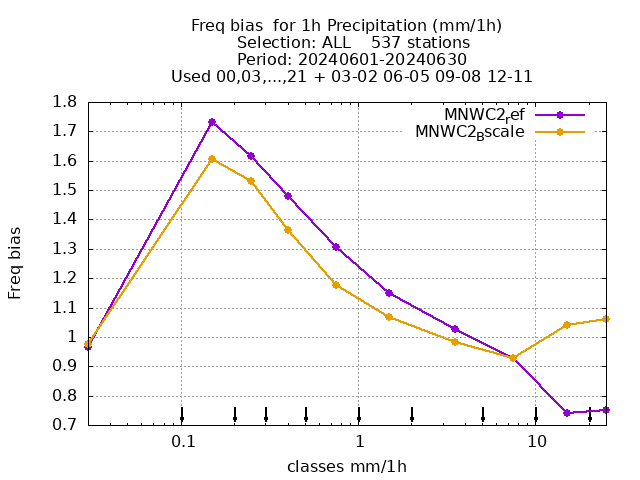 Freq bias  for 1h Precipitation (mm/1h)
Selection: ALL    537 stations
Period: 20240601-20240630
Used 00,03,...,21 + 03-02 06-05 09-08 12-11
MNWC2ref
MNWC2Bscale
1.8
1.7
1.6
1.5
1.4
1.3
1.2
1.1
1
0.9
0.8
0.7
Freq bias
0.1 1 10
classes mm/1h